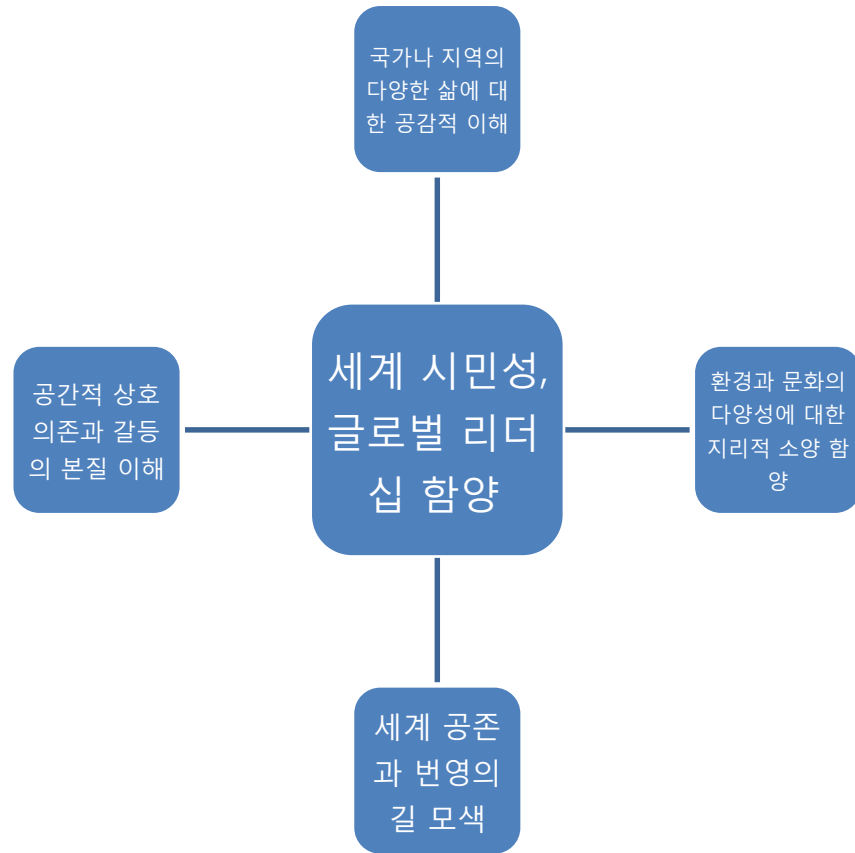 국가나 지역의
다양한 삶에 대
한 공감적 이해
세계 시민성,
글로벌 리더
십 함양
공간적 상호
의존과 갈등
의 본질 이해
환경과 문화의
다양성에 대한
지리적 소양 함
양
세계 공존
과 번영의
길 모색